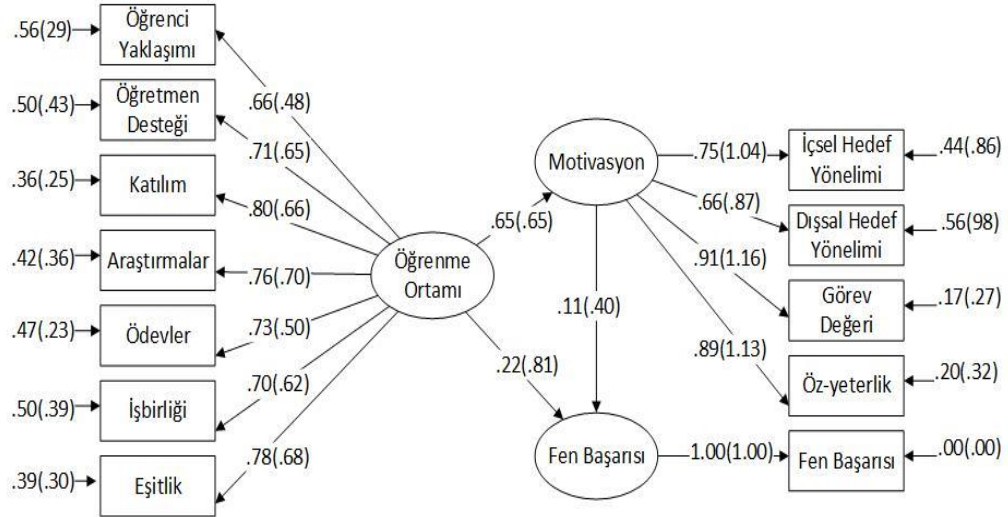 .56(29)
Öğrenci
Yaklaşımı
.66(.48)
.50(.43)
Öğretmen
Desteği
.71(.65)
.36(.25)
Katılım
.80(.66)
.42(.36)
Araştırmalar
.76(.70)
.47(.23)
Ödevler
.73(.50)
.50(.39)
İşbirliği
.70(.62)
.39(.30)
Eşitlik
.78(.68)
Öğrenme
Ortamı
.65(.65)
.22(.81)
Motivasyon
.11(.40)
.75(1.04)
İçsel Hedef
Yönelimi
.44(.86)
.66(.87)
Dışsal Hedef
Yönelimi
.56(98)
.91(1.16)
Görev
Değeri
.17(.27)
.89(1.13)
Öz-yeterlik
.20(.32)
Fen Başarısı
1.00(1.00)
Fen Başarısı
.00(.00)